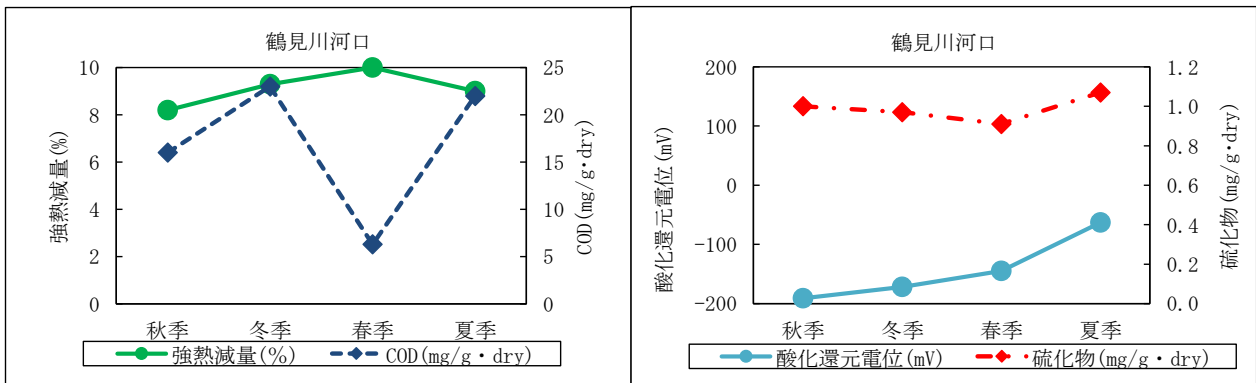 鶴見川河口
10
8
6
4
2
0
強熱減量(%)
25
20
15
10
5
0
COD(mg/g・dry)
秋季 冬季 春季 夏季
強熱減量(%) COD(mg/g・dry)
鶴見川河口
200
100
0
-100
-200
酸化還元電位(mV)
1.2
1.0
0.8
0.6
0.4
0.2
0.0
硫化物(mg/g・dry)
秋季 冬季 春季 夏季
酸化還元電位(mV) 硫化物(mg/g・dry)